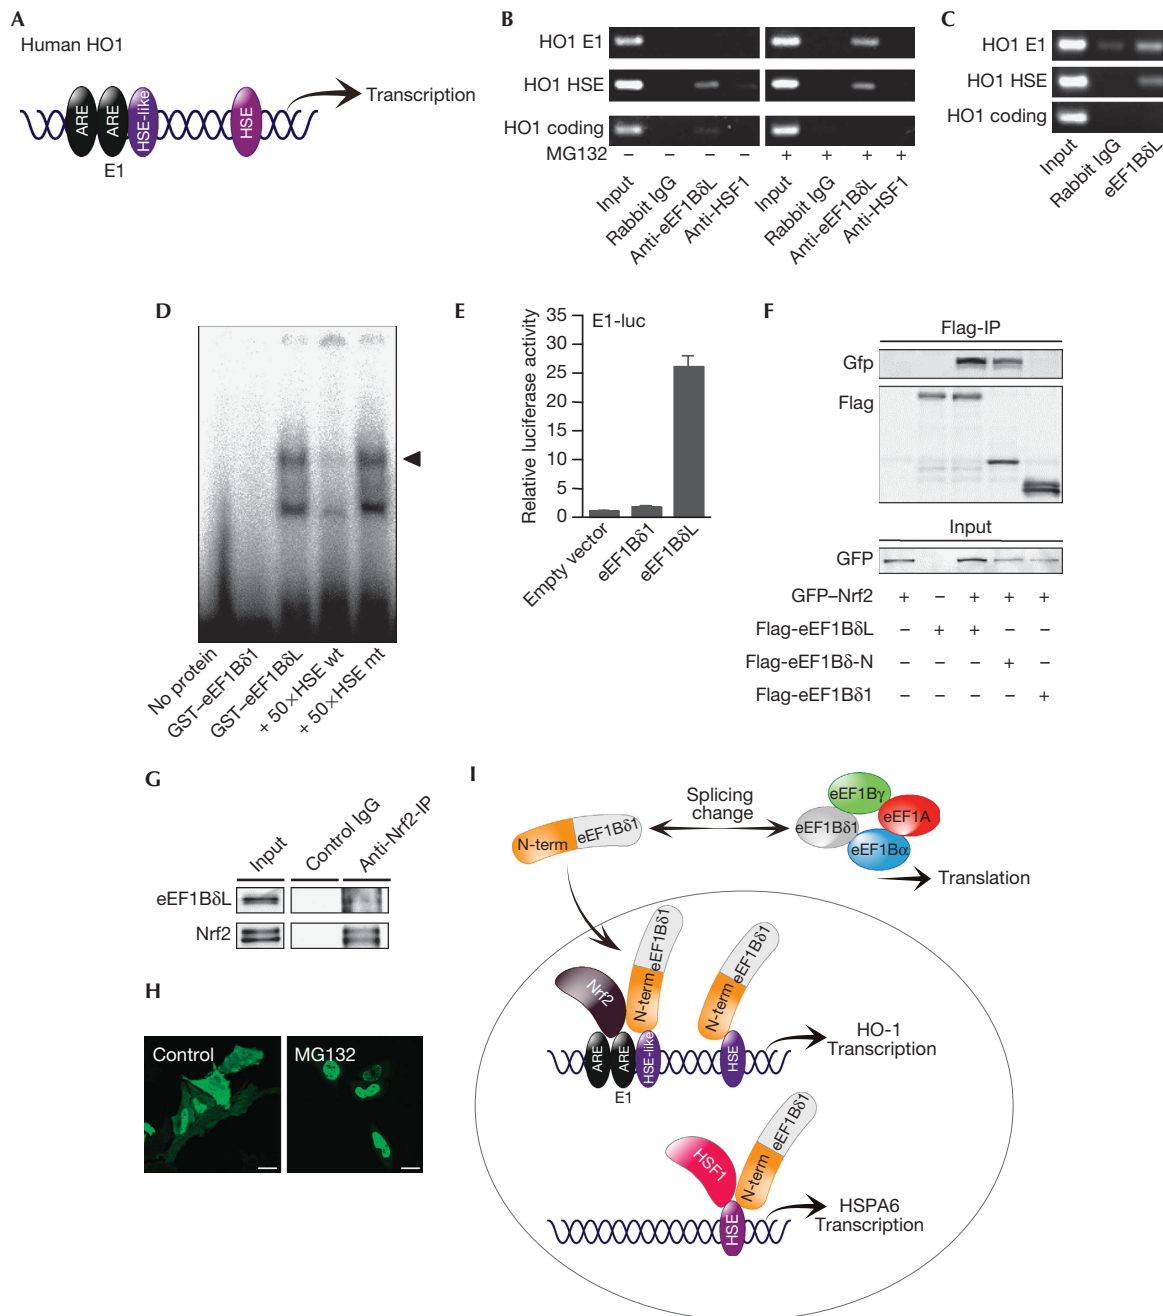 A
Human HO1
ARE
ARE
HSE-like
HSE
Transcription
E1
B
HO1 E1
HO1 HSE
HO1 coding
MG132
– – – – + + + +
Input
Rabbit IgG
Anti-eEF1BδL
Anti-HSF1
Input
Rabbit IgG
Anti-eEF1BδL
Anti-HSF1
C
HO1 E1
HO1 HSE
HO1 coding
Input
Rabbit IgG
eEF1BδL
D
No protein
GST–eEF1Bδ1
GST–eEF1BδL
+ 50×HSE wt
+ 50×HSE mt
E
E1-luc
Relative luciferase activity
35
30
25
20
15
10
5
0
Empty vector
eEF1Bδ1
eEF1BδL
F
Flag-IP
Gfp
Flag
Input
GFP
GFP–Nrf2 + – + + +
Flag-eEF1BδL – + + – –
Flag-eEF1Bδ-N – – – + –
Flag-eEF1Bδ1 – – – – +
G
Input
Control IgG
Anti-Nrf2-IP
eEF1BδL
Nrf2
H
Control
MG132
I
N-term
eEF1Bδ1
Splicing
change
eEF1Bγ
eEF1A
eEF1Bδ1
eEF1Bα
Translation
Nrf2
N-term
eEF1Bδ1
N-term
eEF1Bδ1
ARE
ARE
HSE-like
HSE
E1
HO-1
Transcription
HSF1
N-term
eEF1Bδ1
HSE
HSPA6
Transcription